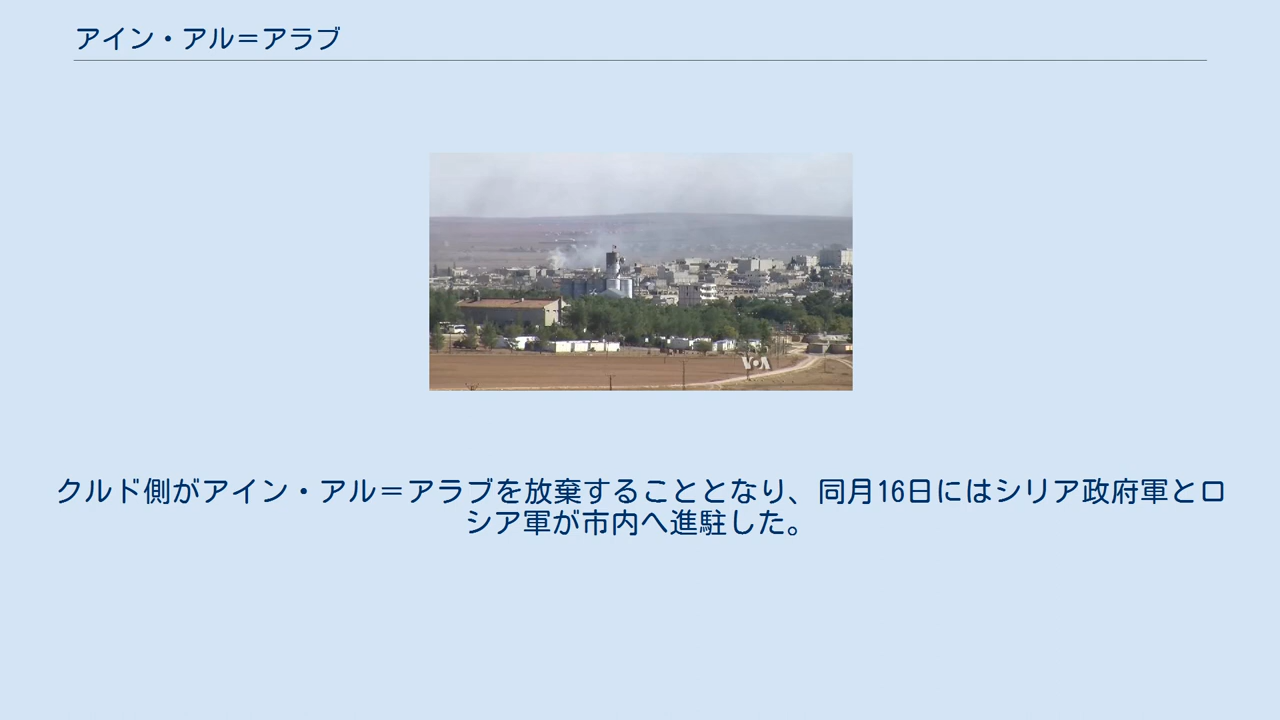 アイン・アル＝アラブ
VOA
クルド側がアイン・アル＝アラブを放棄することとなり、同月16日にはシリア政府軍とロ
シア軍が市内へ進駐した。